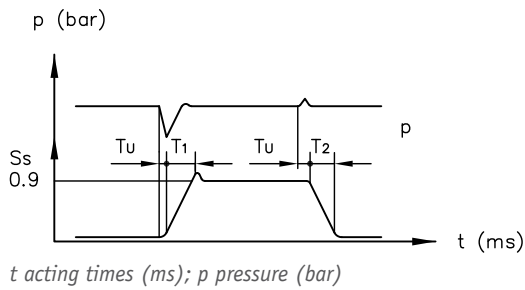 p (bar)
Tu T1 Tu T2 p
Ss
0.9
t (ms)
t acting times (ms); p pressure (bar)